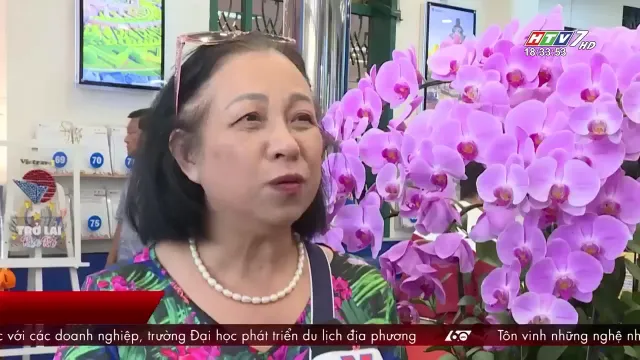 HTV7 HD
18:33:53
Vietravel
69
70
75
TRỞ LẠI
c với các doanh nghiệp, trường Đại học phát triển du lịch địa phương
60
Tôn vinh những nghệ nh